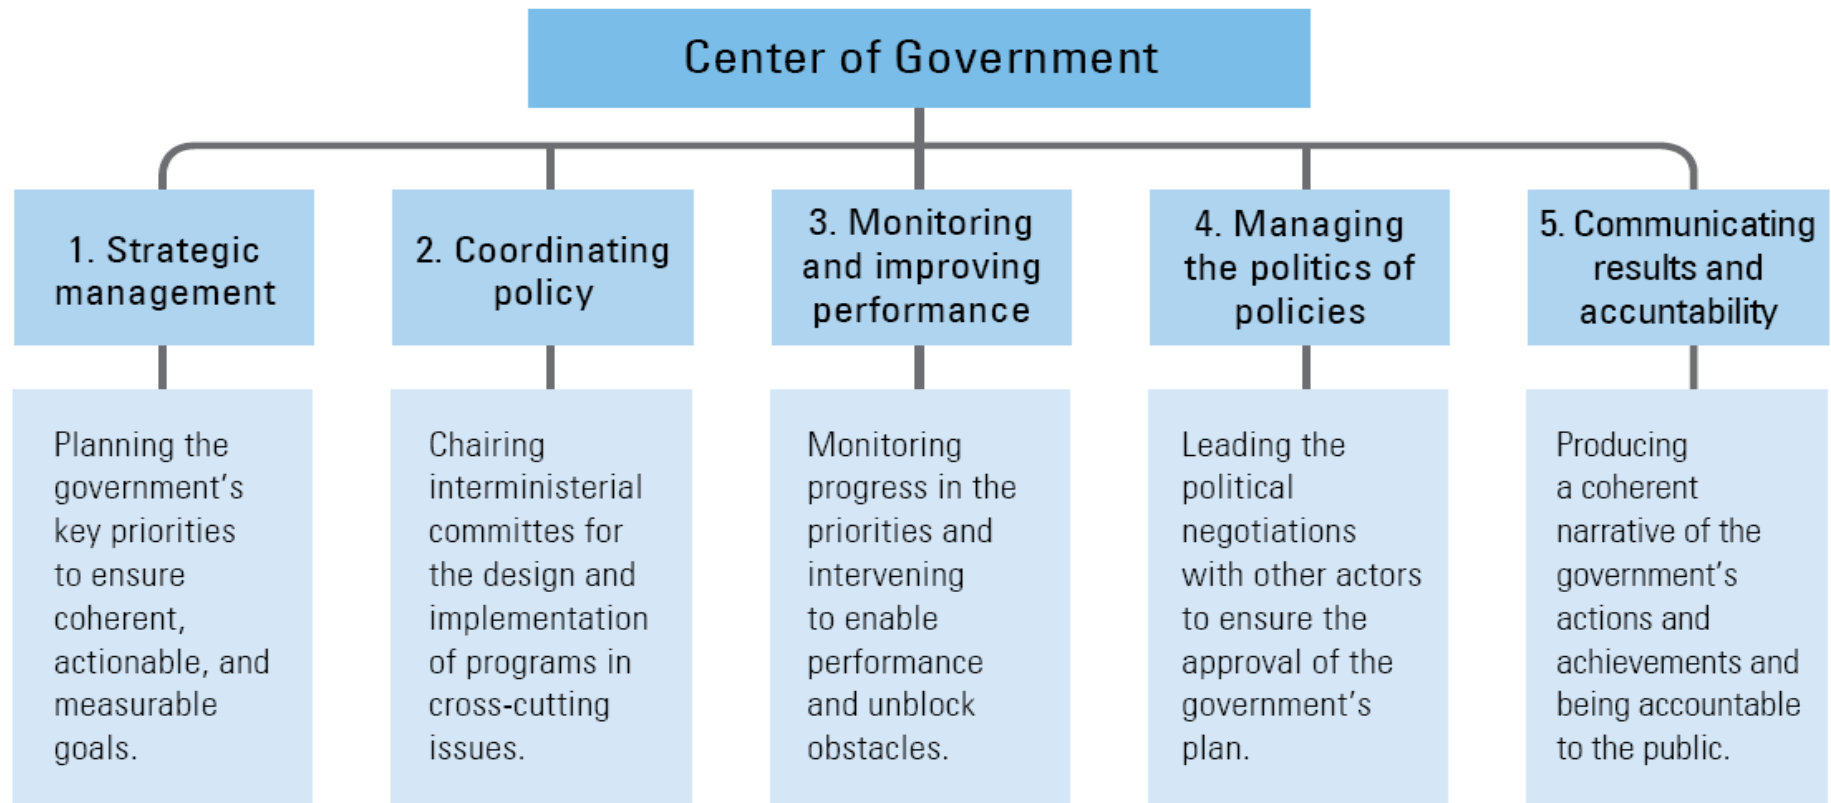 Center of Government
1. Strategic
management
2. Coordinating
policy
3. Monitoring
and improving
performance
4. Managing
the politics of
policies
5. Communicating
results and
accuntability
Planning the
government's
key priorities
to ensure
coherent,
actionable, and
measurable
goals.
Chairing
interministerial
committes for
the design and
implementation
of programs in
cross-cutting
issues.
Monitoring
progress in the
priorities and
intervening
to enable
performance
and unblock
obstacles.
Leading the
political
negotiations
with other actors
to ensure the
approval of the
government's
plan.
Producing
a coherent
narrative of the
government's
actions and
achievements and
being accountable
to the public.